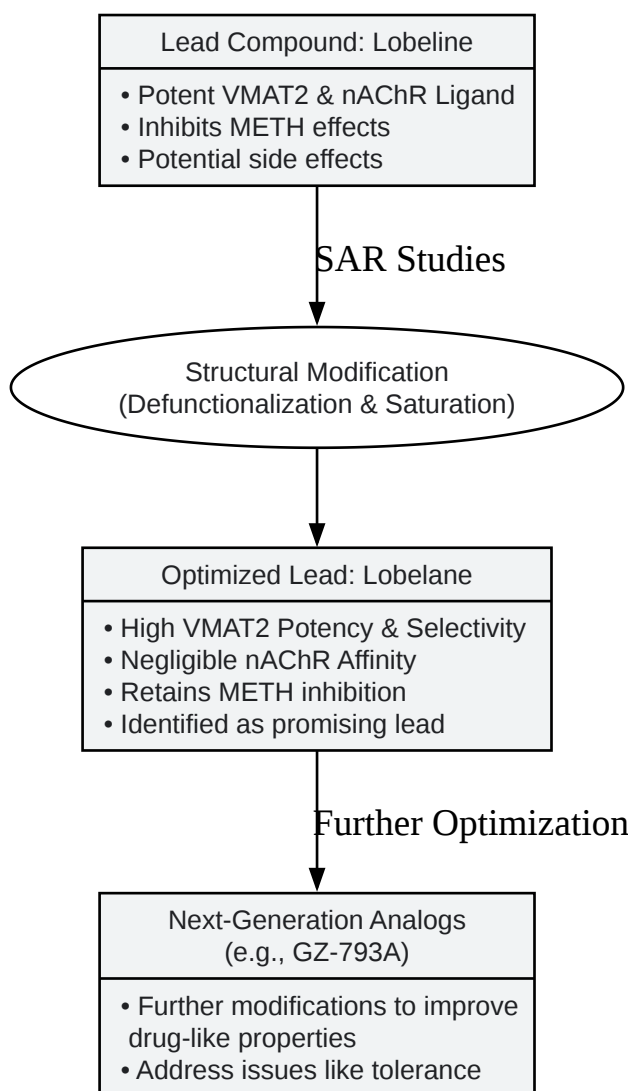 Lead Compound: Lobeline
• Potent VMAT2 & nAChR Ligand
• Inhibits METH effects
• Potential side effects
SAR Studies
Structural Modification
(Defunctionalization & Saturation)
Optimized Lead: Lobelane
• High VMAT2 Potency & Selectivity
• Negligible nAChR Affinity
• Retains METH inhibition
• Identified as promising lead
Further Optimization
Next-Generation Analogs
(e.g., GZ-793A)
• Further modifications to improve
drug-like properties
• Address issues like tolerance